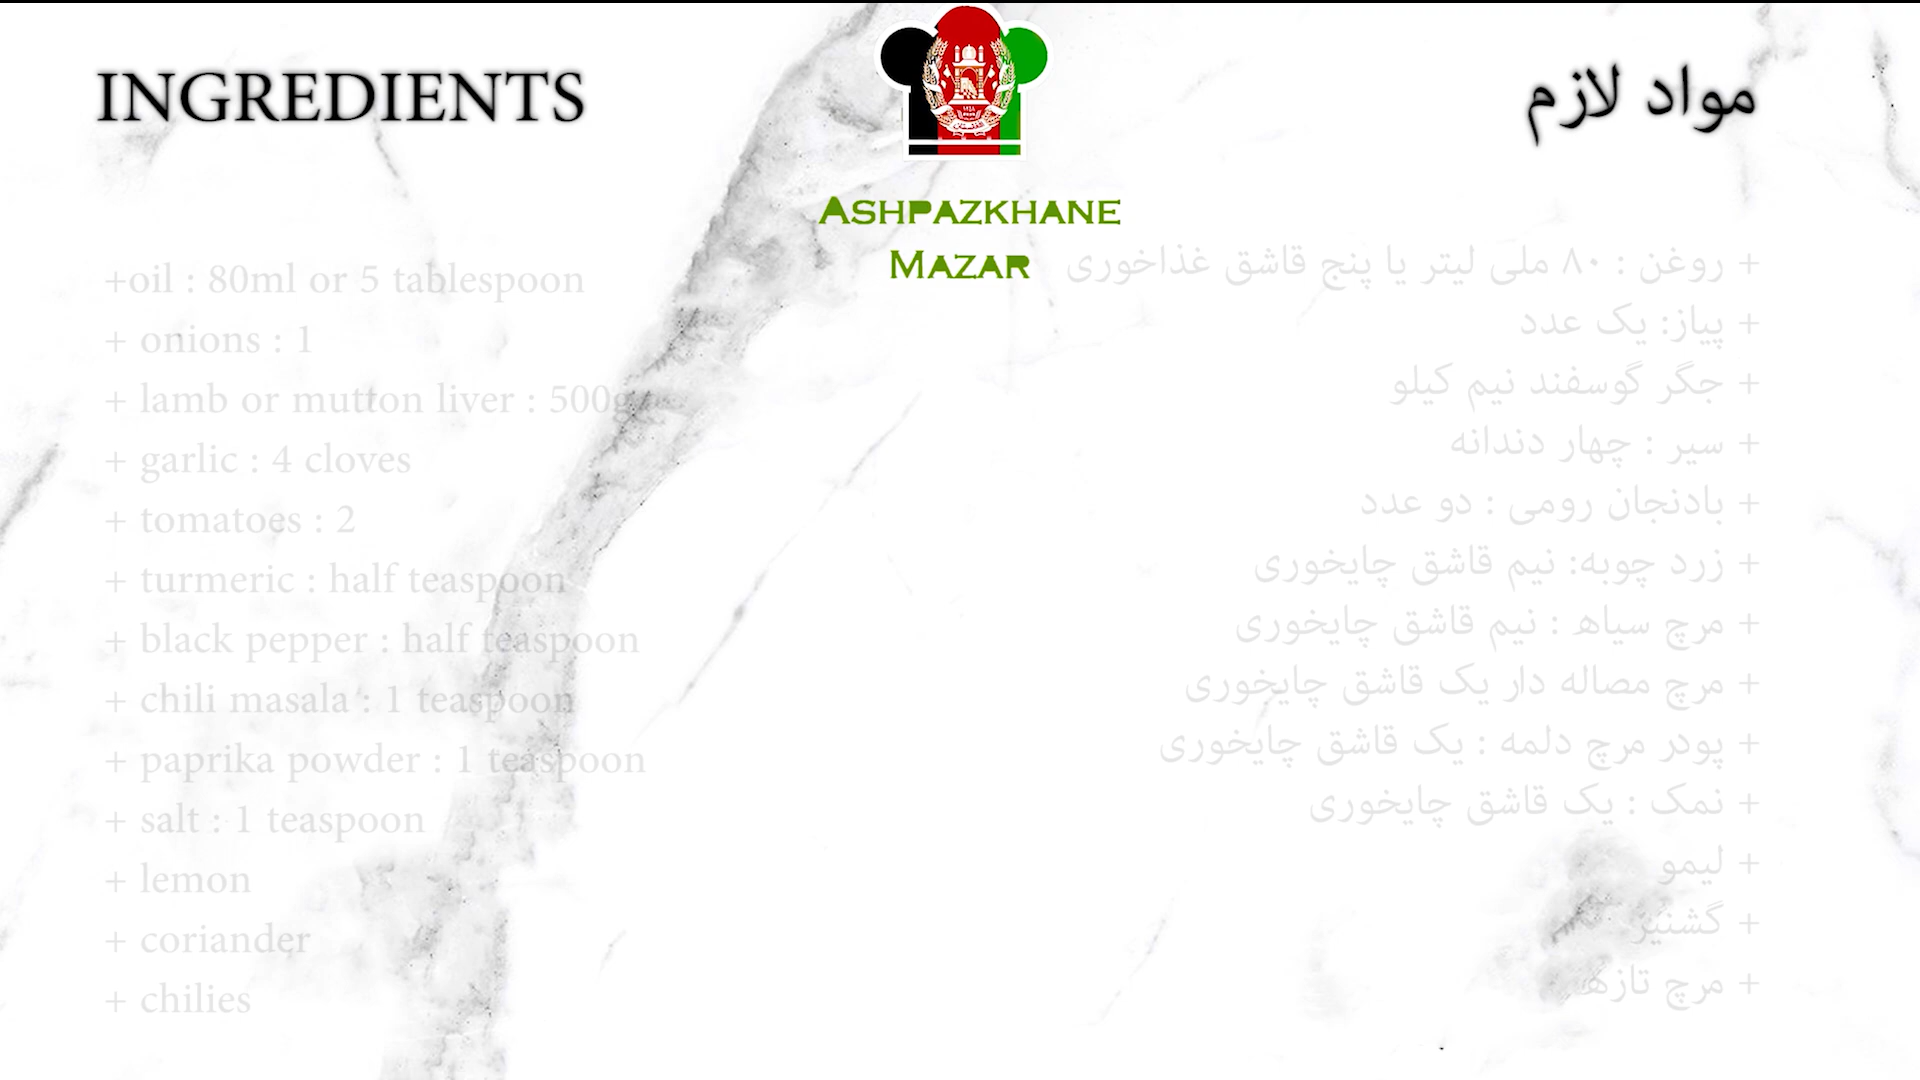 INGREDIENTS
+oil : 80ml or 5 tablespoon
+ onions : 1
+ lamb or mutton liver : 500g
+ garlic : 4 cloves
+ tomatoes : 2
+ turmeric : half teaspoon
+ black pepper : half teaspoon
+ chili masala : 1 teaspoon
+ paprika powder : 1 teaspoon
+ salt : 1 teaspoon
+ lemon
+ coriander
+ chilies
ASHPAZKHANE
MAZAR
مواد لازم
+ روغن : ۸۰ ملی لیتر یا پنج قاشق غذاخوری
+ پیاز: یک عدد
+ جگر گوسفند نیم کیلو
+ سیر : چهار دندانه
+ بادنجان رومی : دو عدد
+ زرد چوبه: نیم قاشق چایخوری
+ مرچ سیاه : نیم قاشق چایخوری
+ مرچ مصاله دار یک قاشق چایخوری
+ پودر مرچ دلمه : یک قاشق چایخوری
+ نمک : یک قاشق چایخوری
+ لیمو
+ گشنیز
+ مرچ تازه